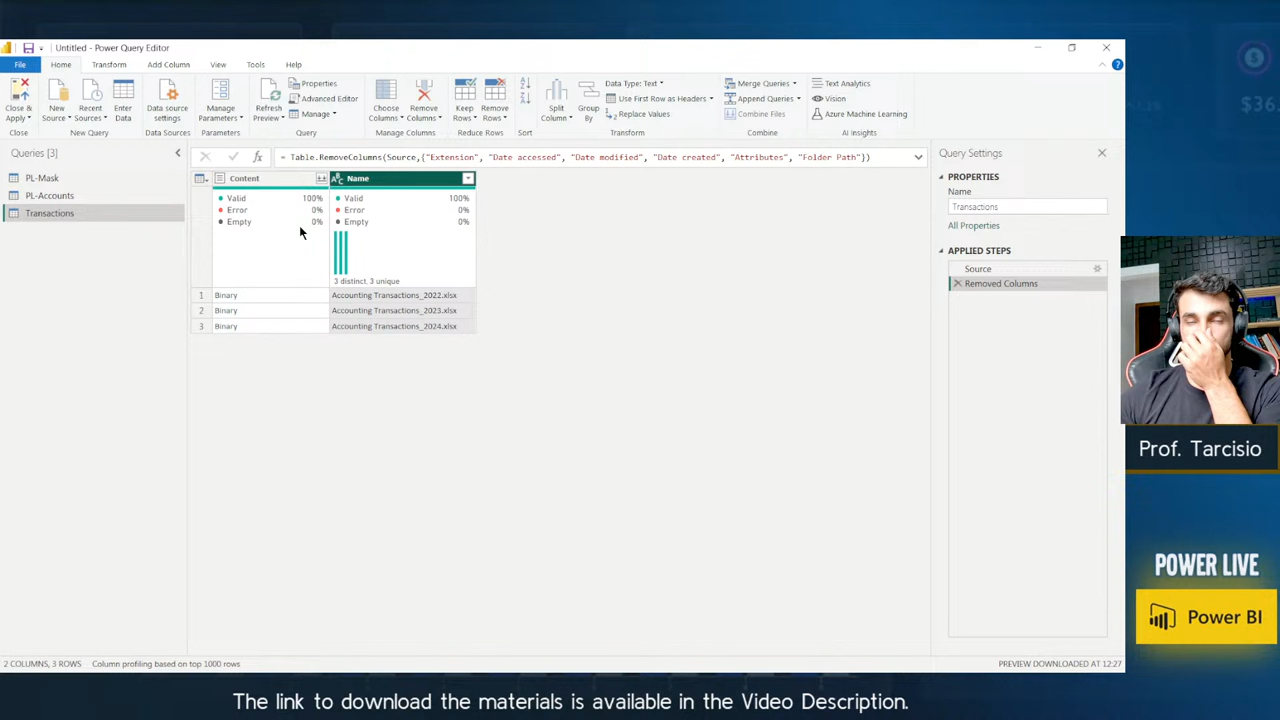 Untitled - Power Query Editor
File Home Transform Add Column View Tools Help
Close & Apply
New Source
Recent Sources
Enter Data
Data source settings
Manage Parameters
Refresh Preview
Properties
Advanced Editor
Manage
Choose Columns
Remove Columns
Keep Rows
Remove Rows
Split Column
Group By
Data Type: Text
Use First Row as Headers
Replace Values
Merge Queries
Append Queries
Combine Files
Text Analytics
Vision
Azure Machine Learning
Close New Query Data Sources Parameters Query Manage Columns Reduce Rows Sort Transform Combine AI Insights
Queries [3]
PL-Mask
PL-Accounts
Transactions
= Table.RemoveColumns(Source,{"Extension", "Date accessed", "Date modified", "Date created", "Attributes", "Folder Path"})
Content Name
Valid 100% Valid 100%
Error 0% Error 0%
Empty 0% Empty 0%
3 distinct, 3 unique
1 Binary Accounting Transactions_2022.xlsx
2 Binary Accounting Transactions_2023.xlsx
3 Binary Accounting Transactions_2024.xlsx
Query Settings
PROPERTIES
Name
Transactions
All Properties
APPLIED STEPS
Source
Removed Columns
2 COLUMNS, 3 ROWS Column profiling based on top 1000 rows
PREVIEW DOWNLOADED AT 12:27
Prof. Tarcisio
POWER LIVE
Power BI
The link to download the materials is available in the Video Description.